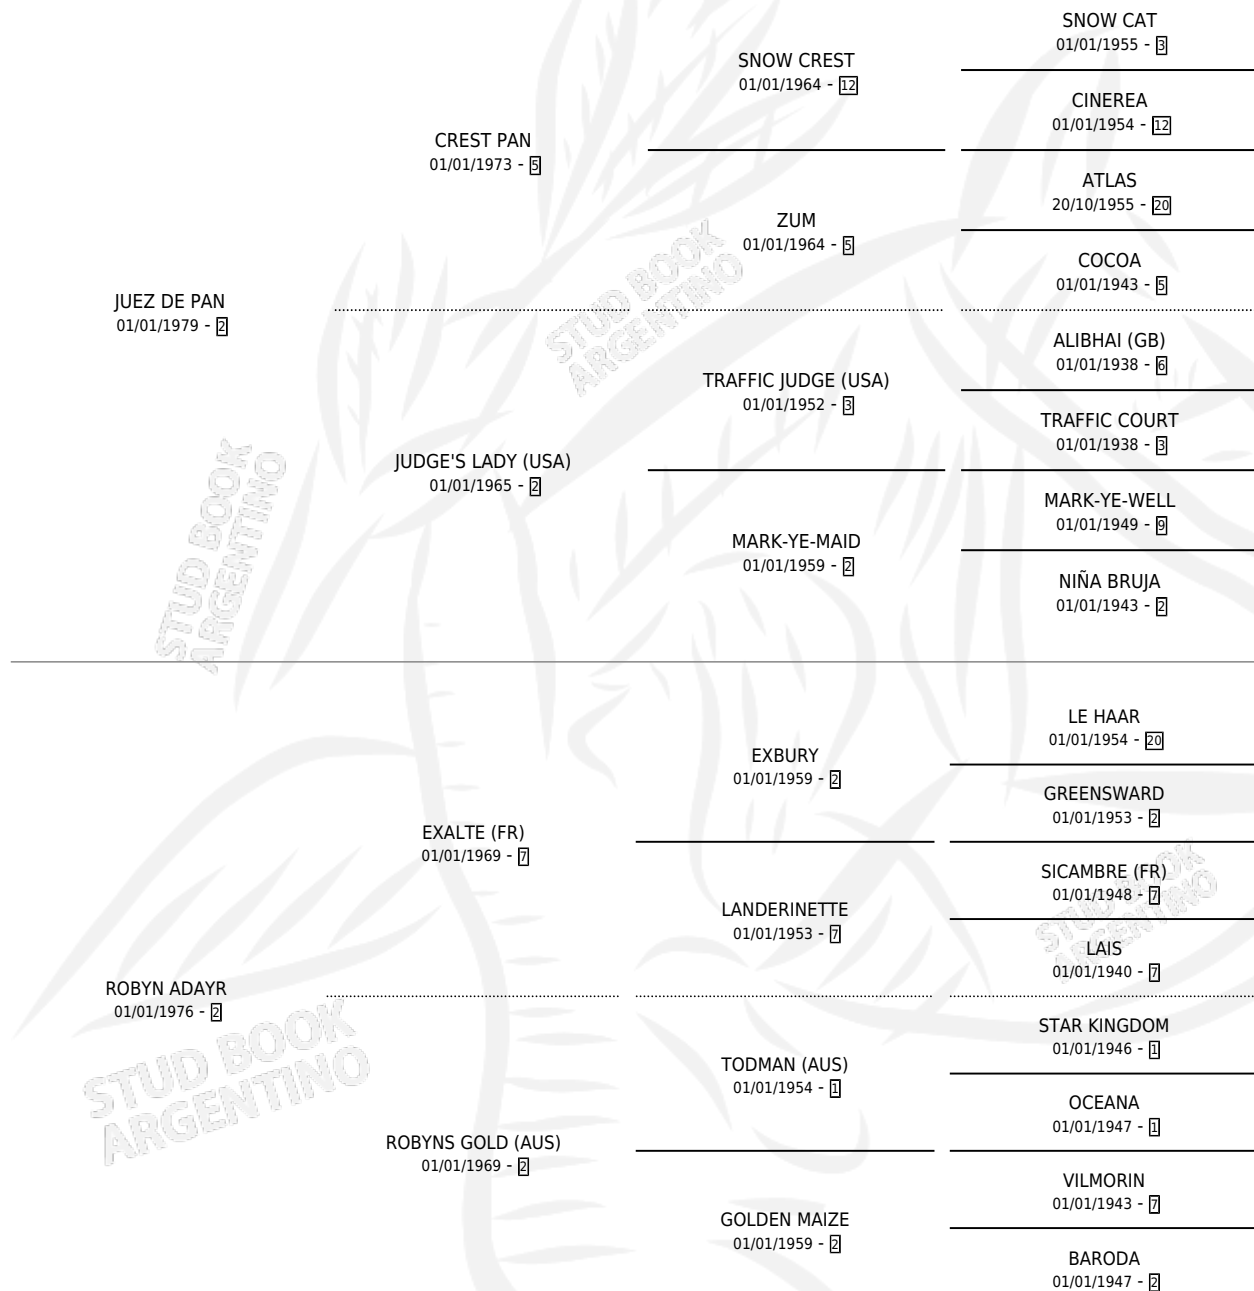 SNOW CAT
01/01/1955 - 3
SNOW CREST
01/01/1964 - 12
CINEREA
01/01/1954 - 12
CREST PAN
01/01/1973 - 5
ATLAS
20/10/1955 - 20
ZUM
01/01/1964 - 5
COCOA
01/01/1943 - 5
JUEZ DE PAN
01/01/1979 - 2
ALIBHAI (GB)
01/01/1938 - 6
TRAFFIC JUDGE (USA)
01/01/1952 - 3
TRAFFIC COURT
01/01/1938 - 3
JUDGE'S LADY (USA)
01/01/1965 - 2
MARK-YE-WELL
01/01/1949 - 9
MARK-YE-MAID
01/01/1959 - 2
NIÑA BRUJA
01/01/1943 - 2
STUD BOOK
ARGENTINO
STUD BOOK
ARGENTINO
LE HAAR
01/01/1954 - 20
EXBURY
01/01/1959 - 2
GREENSWARD
01/01/1953 - 2
EXALTE (FR)
01/01/1969 - 7
SICAMBRE (FR)
01/01/1948 - 7
LANDERINETTE
01/01/1953 - 7
LAIS
01/01/1940 - 7
STUD BOOK
ARGENTINO
ROBYN ADAYR
01/01/1976 - 2
STAR KINGDOM
01/01/1946 - 1
TODMAN (AUS)
01/01/1954 - 1
OCEANA
01/01/1947 - 1
ROBYNS GOLD (AUS)
01/01/1969 - 2
VILMORIN
01/01/1943 - 7
GOLDEN MAIZE
01/01/1959 - 2
BARODA
01/01/1947 - 2
STUD BOOK
ARGENTINO